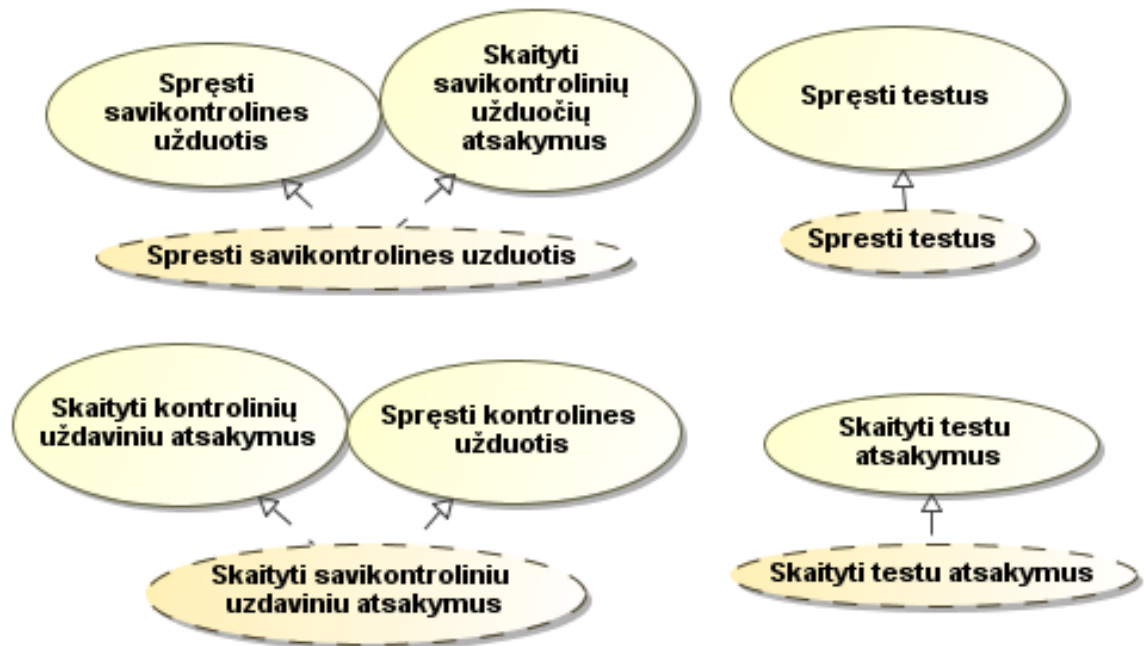 Spręsti
savikontrolines
užduotis
Skaityti
savikontrolinių
užduočių
atsakymus
Spręsti testus
Spresti savikontrolines uzduotis
Spresti testus
Skaityti kontrolinių
uždaviniu atsakymus
Spręsti kontrolines
užduotis
Skaityti testu
atsakymus
Skaityti savikontroliniu
uzdaviniu atsakymus
Skaityti testu atsakymus